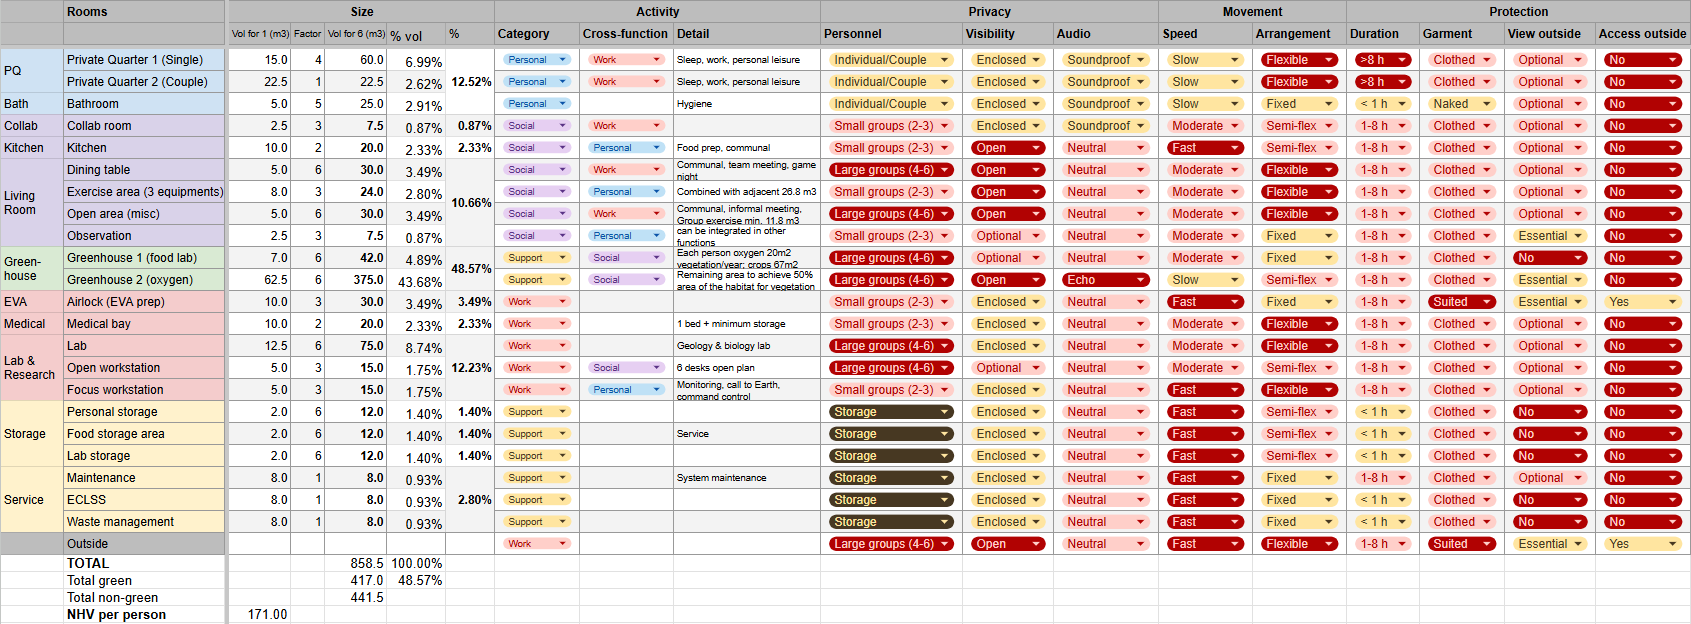 Rooms Size Activity Privacy Movement Protection
Vol for 1 (m3) Factor Vol for 6 (m3) % vol % Category Cross-function Detail Personnel Visibility Audio Speed Arrangement Duration Garment View outside Access outside
PQ Private Quarter 1 (Single) 15.0 4 60.0 6.99% 12.52% Personal Work Sleep, work, personal leisure Individual/Couple Enclosed Soundproof Slow Flexible >8 h Clothed Optional No
Private Quarter 2 (Couple) 22.5 1 22.5 2.62% Personal Work Sleep, work, personal leisure Individual/Couple Enclosed Soundproof Slow Flexible >8 h Clothed Optional No
Bath Bathroom 5.0 5 25.0 2.91% Personal Hygiene Individual/Couple Enclosed Soundproof Slow Fixed < 1 h Naked Optional No
Collab Collab room 2.5 3 7.5 0.87% 0.87% Social Work Small groups (2-3) Enclosed Soundproof Moderate Semi-flex 1-8 h Clothed Optional No
Kitchen Kitchen 10.0 2 20.0 2.33% 2.33% Social Personal Food prep, communal Small groups (2-3) Open Neutral Fast Semi-flex 1-8 h Clothed Optional No
Living Room Dining table 5.0 6 30.0 3.49% 10.66% Social Work Communal, team meeting, game night Large groups (4-6) Open Neutral Moderate Flexible 1-8 h Clothed Optional No
Exercise area (3 equipments) 8.0 3 24.0 2.80% Social Personal Combined with adjacent 26.8 m3 Small groups (2-3) Open Neutral Moderate Flexible 1-8 h Clothed Optional No
Open area (misc) 5.0 6 30.0 3.49% Social Work Communal, informal meeting, Group exercise min. 11.8 m3 Large groups (4-6) Open Neutral Moderate Flexible 1-8 h Clothed Optional No
Observation 2.5 3 7.5 0.87% Social Personal can be integrated in other functions Small groups (2-3) Optional Neutral Moderate Fixed 1-8 h Clothed Essential No
Green-house Greenhouse 1 (food lab) 7.0 6 42.0 4.89% 48.57% Support Social Each person oxygen 20m2 vegetation/year; crops 67m2 Large groups (4-6) Optional Neutral Moderate Fixed 1-8 h Clothed No No
Greenhouse 2 (oxygen) 62.5 6 375.0 43.68% Support Social Remaining area to achieve 50% area of the habitat for vegetation Large groups (4-6) Open Echo Slow Semi-flex 1-8 h Clothed Essential No
EVA Airlock (EVA prep) 10.0 3 30.0 3.49% 3.49% Work Small groups (2-3) Enclosed Neutral Fast Fixed 1-8 h Suited Essential Yes
Medical Medical bay 10.0 2 20.0 2.33% 2.33% Work 1 bed + minimum storage Small groups (2-3) Enclosed Neutral Moderate Flexible 1-8 h Clothed Optional No
Lab & Research Lab 12.5 6 75.0 8.74% 12.23% Work Geology & biology lab Large groups (4-6) Enclosed Neutral Moderate Flexible 1-8 h Clothed Optional No
Open workstation 5.0 3 15.0 1.75% Work Social 6 desks open plan Large groups (4-6) Optional Neutral Moderate Semi-flex 1-8 h Clothed Optional No
Focus workstation 5.0 3 15.0 1.75% Work Personal Monitoring, call to Earth, command control Small groups (2-3) Enclosed Neutral Fast Flexible 1-8 h Clothed Optional No
Storage Personal storage 2.0 6 12.0 1.40% 1.40% Support Storage Enclosed Neutral Fast Semi-flex < 1 h Clothed No No
Food storage area 2.0 6 12.0 1.40% 1.40% Support Service Storage Enclosed Neutral Fast Semi-flex < 1 h Clothed No No
Lab storage 2.0 6 12.0 1.40% 1.40% Support Storage Enclosed Neutral Fast Semi-flex < 1 h Clothed No No
Service Maintenance 8.0 1 8.0 0.93% 2.80% Support System maintenance Storage Enclosed Neutral Fast Fixed 1-8 h Clothed Optional No
ECLSS 8.0 1 8.0 0.93% Support Storage Enclosed Neutral Fast Fixed < 1 h Clothed No No
Waste management 8.0 1 8.0 0.93% Support Storage Enclosed Neutral Fast Fixed < 1 h Clothed No No
Outside Work Large groups (4-6) Open Neutral Fast Flexible 1-8 h Suited Essential Yes
TOTAL 858.5 100.00%
Total green 417.0 48.57%
Total non-green 441.5
NHV per person 171.00